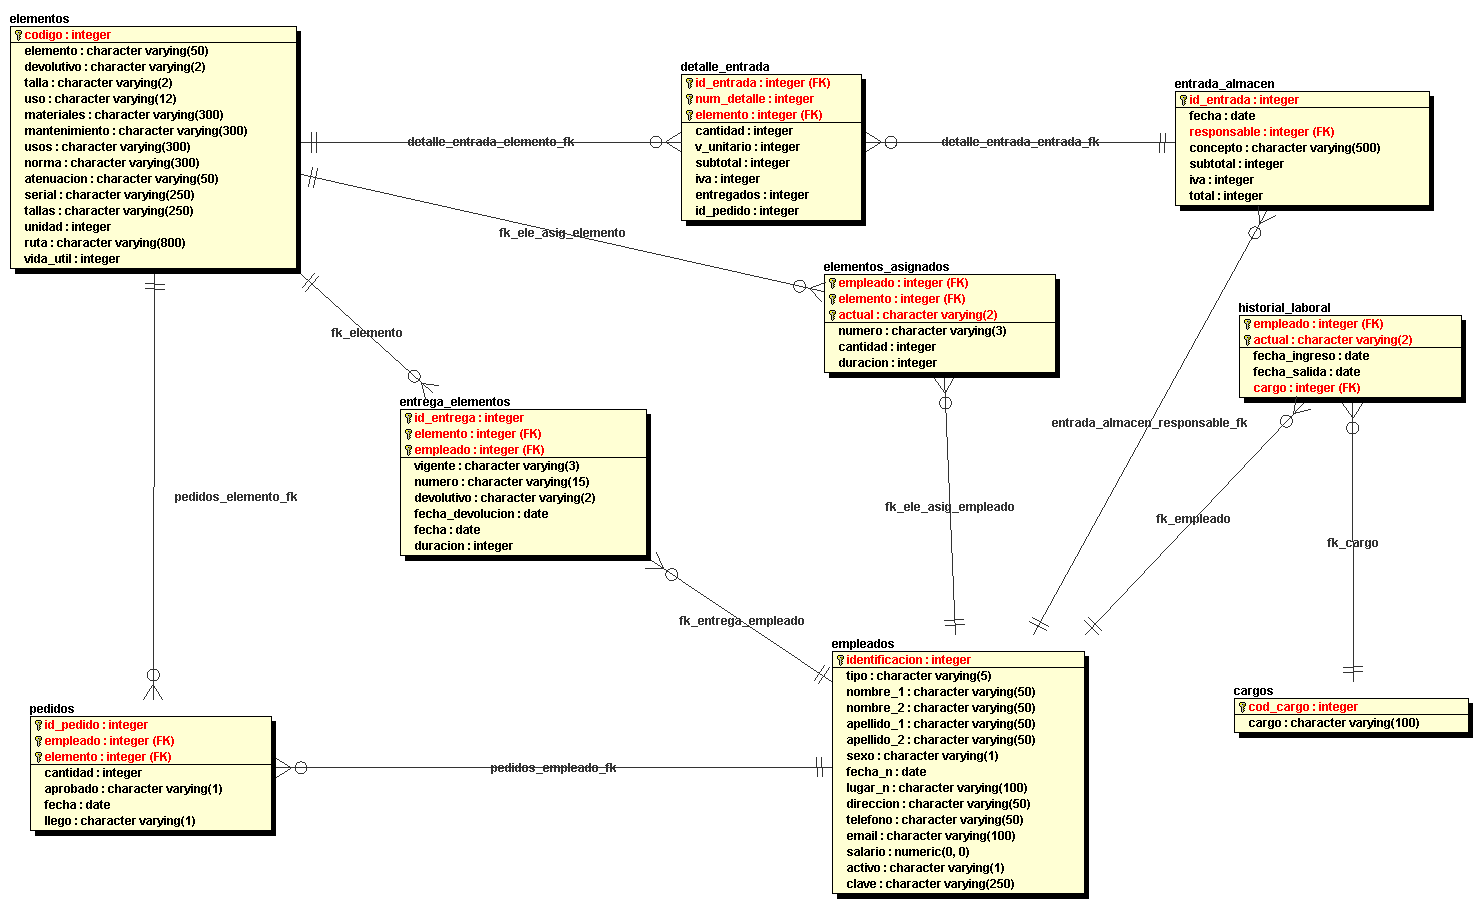 elementos
codigo : integer
elemento : character varying(50)
devolutivo : character varying(2)
talla : character varying(2)
uso : character varying(12)
materiales : character varying(300)
mantenimiento : character varying(300)
usos : character varying(300)
norma : character varying(300)
atenuacion : character varying(50)
serial : character varying(250)
tallas : character varying(250)
unidad : integer
ruta : character varying(800)
vida_util : integer
detalle_entrada_elemento_fk
detalle_entrada
id_entrada : integer (FK)
num_detalle : integer
elemento : integer (FK)
cantidad : integer
v_unitario : integer
subtotal : integer
iva : integer
entregados : integer
id_pedido : integer
detalle_entrada_entrada_fk
entrada_almacen
id_entrada : integer
fecha : date
responsable : integer (FK)
concepto : character varying(500)
subtotal : integer
iva : integer
total : integer
fk_ele_asig_elemento
elementos_asignados
empleado : integer (FK)
elemento : integer (FK)
actual : character varying(2)
numero : character varying(3)
cantidad : integer
duracion : integer
historial_laboral
empleado : integer (FK)
actual : character varying(2)
fecha_ingreso : date
fecha_salida : date
cargo : integer (FK)
fk_elemento
entrega_elementos
id_entrega : integer
elemento : integer (FK)
empleado : integer (FK)
vigente : character varying(3)
numero : character varying(15)
devolutivo : character varying(2)
fecha_devolucion : date
fecha : date
duracion : integer
entrada_almacen_responsable_fk
pedidos_elemento_fk
fk_ele_asig_empleado
fk_empleado
fk_cargo
fk_entrega_empleado
empleados
identificacion : integer
tipo : character varying(5)
nombre_1 : character varying(50)
nombre_2 : character varying(50)
apellido_1 : character varying(50)
apellido_2 : character varying(50)
sexo : character varying(1)
fecha_n : date
lugar_n : character varying(100)
direccion : character varying(50)
telefono : character varying(50)
email : character varying(100)
salario : numeric(0, 0)
activo : character varying(1)
clave : character varying(250)
cargos
cod_cargo : integer
cargo : character varying(100)
pedidos
id_pedido : integer
empleado : integer (FK)
elemento : integer (FK)
cantidad : integer
aprobado : character varying(1)
fecha : date
llego : character varying(1)
pedidos_empleado_fk